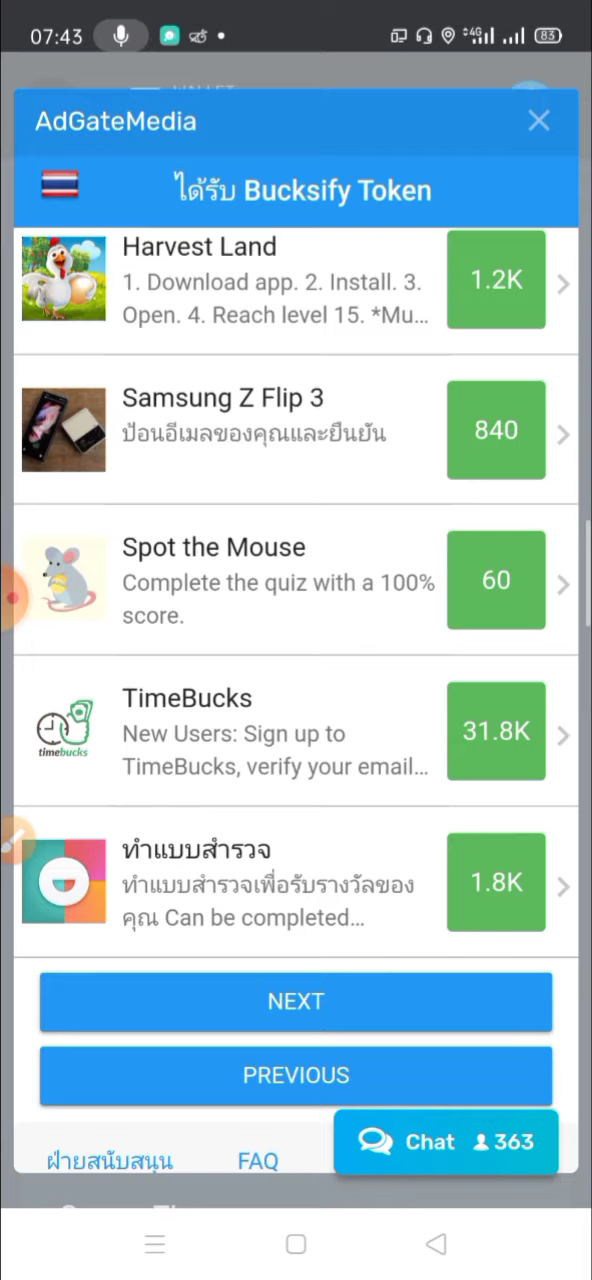 07:43
4G
83
AdGateMedia
ได้รับ Bucksify Token
Harvest Land
1. Download app. 2. Install. 3.
Open. 4. Reach level 15. *Mu...
1.2K
Samsung Z Flip 3
ป้อนอีเมลของคุณและยืนยัน
840
Spot the Mouse
Complete the quiz with a 100%
score.
60
TimeBucks
New Users: Sign up to
TimeBucks, verify your email...
31.8K
timebucks
ทำแบบสำรวจ
ทำแบบสำรวจเพื่อรับรางวัลของ
คุณ Can be completed...
1.8K
NEXT
PREVIOUS
ฝ่ายสนับสนุน
FAQ
Chat 363